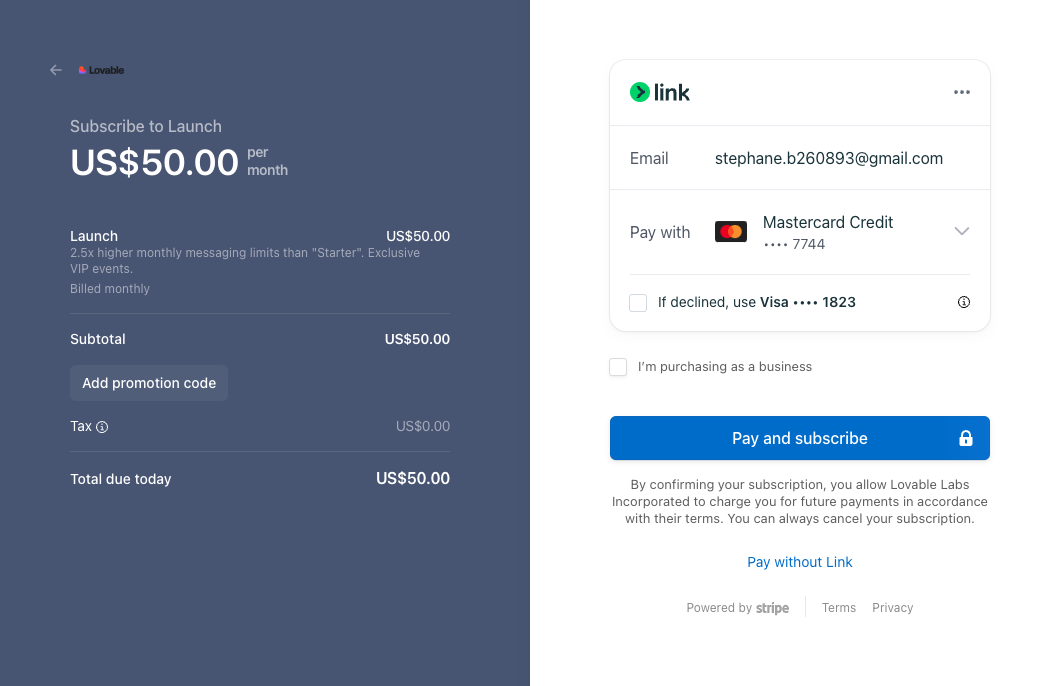 Lovable
Subscribe to Launch
US$50.00 per
month
Launch US$50.00
2.5x higher monthly messaging limits than "Starter". Exclusive
VIP events.
Billed monthly
Subtotal US$50.00
Add promotion code
Tax US$0.00
Total due today US$50.00
link
Email stephane.b260893@gmail.com
Pay with Mastercard Credit
•••• 7744
If declined, use Visa •••• 1823
I’m purchasing as a business
Pay and subscribe
By confirming your subscription, you allow Lovable Labs
Incorporated to charge you for future payments in accordance
with their terms. You can always cancel your subscription.
Pay without Link
Powered by stripe
Terms Privacy